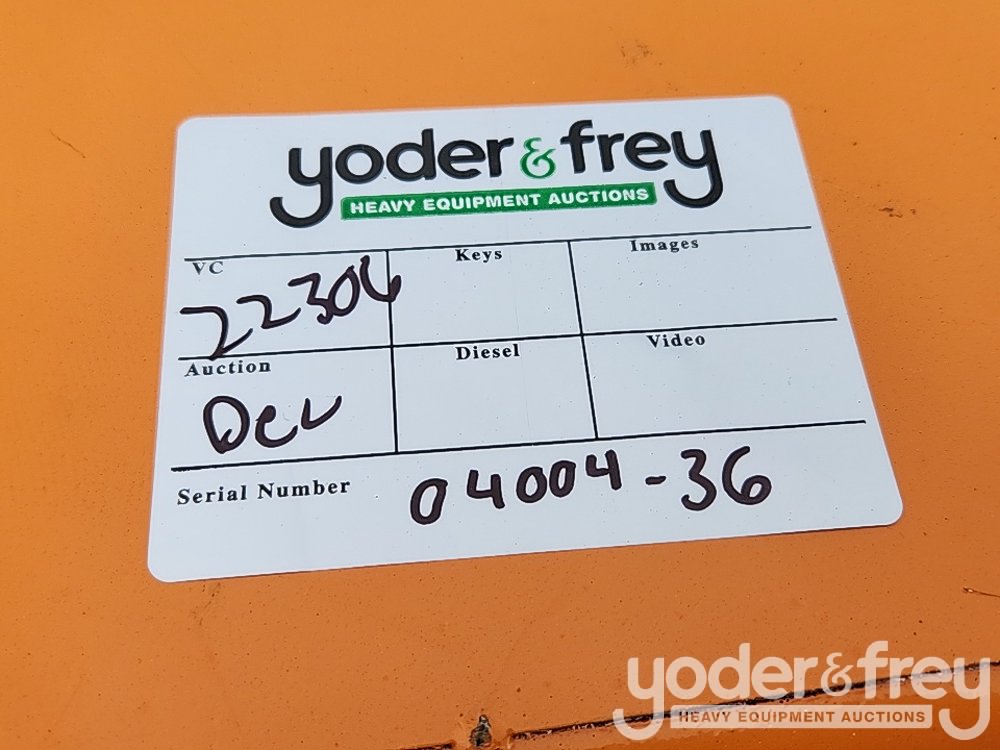 yoder & frey
HEAVY EQUIPMENT AUCTIONS
VC
Keys
Images
22306
Auction
Diesel
Video
Dec
Serial Number
04004-36
yoder & frey
HEAVY EQUIPMENT AUCTIONS